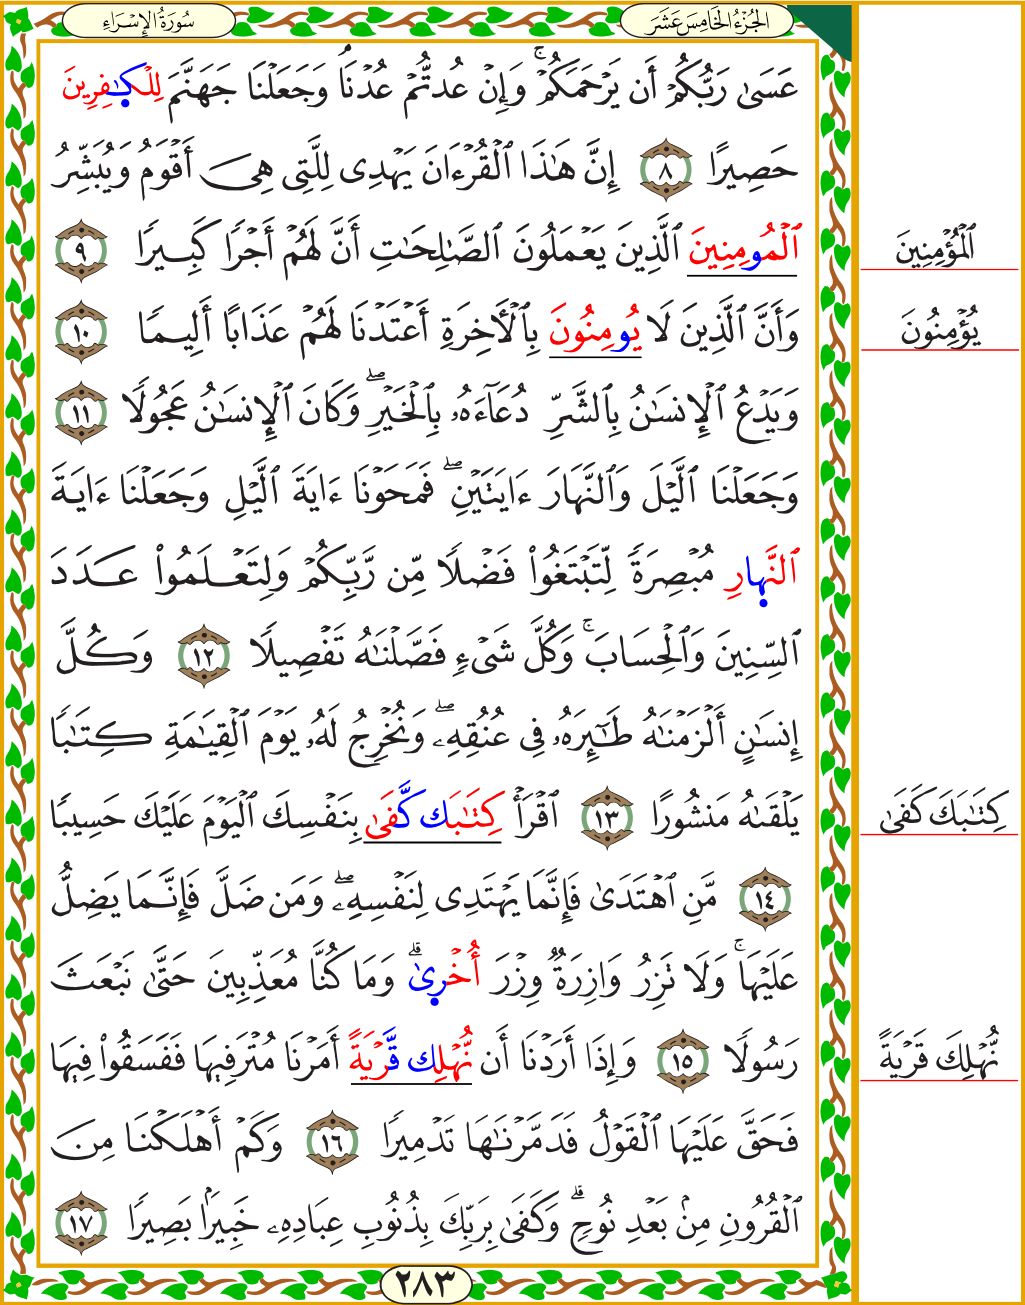 الجُزْءُ الخَامِسَ عَشَرَ
سُورَةُ الإِسْرَاءِ
عَسَىٰ رَبُّكُمُۥ أَن يَرْحَمَكُمْۚ وَإِنْ عُدتُّمْ عُدْنَاۘ وَجَعَلْنَا جَهَنَّمَ لِلْكَٰفِرِينَ
حَصِيرًا ٨ إِنَّ هَٰذَا ٱلْقُرْءَانَ يَهْدِى لِلَّتِى هِىَ أَقْوَمُ وَيُبَشِّرُ
ٱلْمُومِنِينَ ٱلَّذِينَ يَعْمَلُونَ ٱلصَّٰلِحَٰتِ أَنَّ لَهُمْ أَجْرًا كَبِيرًا ٩
وَأَنَّ ٱلَّذِينَ لَا يُومِنُونَ بِٱلْأَخِرَةِ أَعْتَدْنَا لَهُمْ عَذَابًا أَلِيمًا ١٠
وَيَدْعُ ٱلْإِنسَٰنُ بِٱلشَّرِّ دُعَآءَهُۥ بِٱلْخَيْرِۖ وَكَانَ ٱلْإِنسَٰنُ عَجُولًا ١١
وَجَعَلْنَا ٱلَّيْلَ وَٱلنَّهَارَ ءَايَتَيْنِۖ فَمَحَوْنَا ءَايَةَ ٱلَّيْلِ وَجَعَلْنَا ءَايَةَ
ٱلنَّهِارِ مُبْصِرَةً لِّتَبْتَغُوا۟ فَضْلًا مِّن رَّبِّكُمْ وَلِتَعْلَمُوا۟ عَدَدَ
ٱلسِّنِينَ وَٱلْحِسَابَۚ وَكُلَّ شَىْءٍ فَصَّلْنَٰهُ تَفْصِيلًا ١٢ وَكُلَّ
إِنسَٰنٍ أَلْزَمْنَٰهُ طَٰٓئِرَهُۥ فِى عُنُقِهِۦۖ وَنُخْرِجُ لَهُۥ يَوْمَ ٱلْقِيَٰمَةِ كِتَٰبًا
يَلْقَىٰهُ مَنشُورًا ١٣ ٱقْرَأْ كِتَٰبَك كَّفَىٰ بِنَفْسِكَ ٱلْيَوْمَ عَلَيْكَ حَسِيبًا
١٤ مَّنِ ٱهْتَدَىٰ فَإِنَّمَا يَهْتَدِى لِنَفْسِهِۦۖ وَمَن ضَلَّ فَإِنَّمَا يَضِلُّ
عَلَيْهَاۚ وَلَا تَزِرُ وَازِرَةٌ وِزْرَ أُخْرِىٰۗ وَمَا كُنَّا مُعَذِّبِينَ حَتَّىٰ نَبْعَثَ
رَسُولًا ١٥ وَإِذَا أَرَدْنَا أَن نُّهْلِك قَّرْيَةً أَمَرْنَا مُتْرَفِيهَا فَفَسَقُوا۟ فِيهَا
فَحَقَّ عَلَيْهَا ٱلْقَوْلُ فَدَمَّرْنَٰهَا تَدْمِيرًا ١٦ وَكَمْ أَهْلَكْنَا مِنَ
ٱلْقُرُونِ مِنۢ بَعْدِ نُوحٍۗ وَكَفَىٰ بِرَبِّكَ بِذُنُوبِ عِبَادِهِۦ خَبِيرًۢا بَصِيرًا ١٧
٢٨٣
ٱلْمُؤْمِنِينَ
يُؤْمِنُونَ
كِتَٰبَكَ كَفَىٰ
نُّهْلِكَ قَرْيَةً